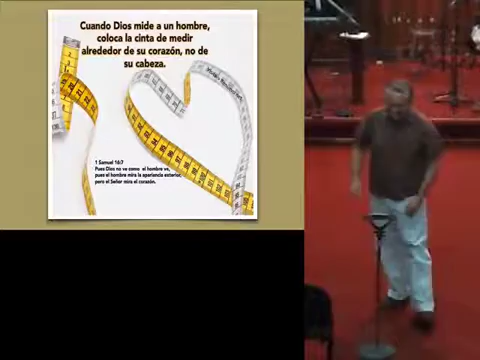 Cuando Dios mide a un hombre,
coloca la cinta de medir
alrededor de su corazón, no de
su cabeza.
1 Samuel 16:7
Pues Dios no ve como el hombre ve,
pues el hombre mira la apariencia exterior,
pero el Señor mira el corazón.